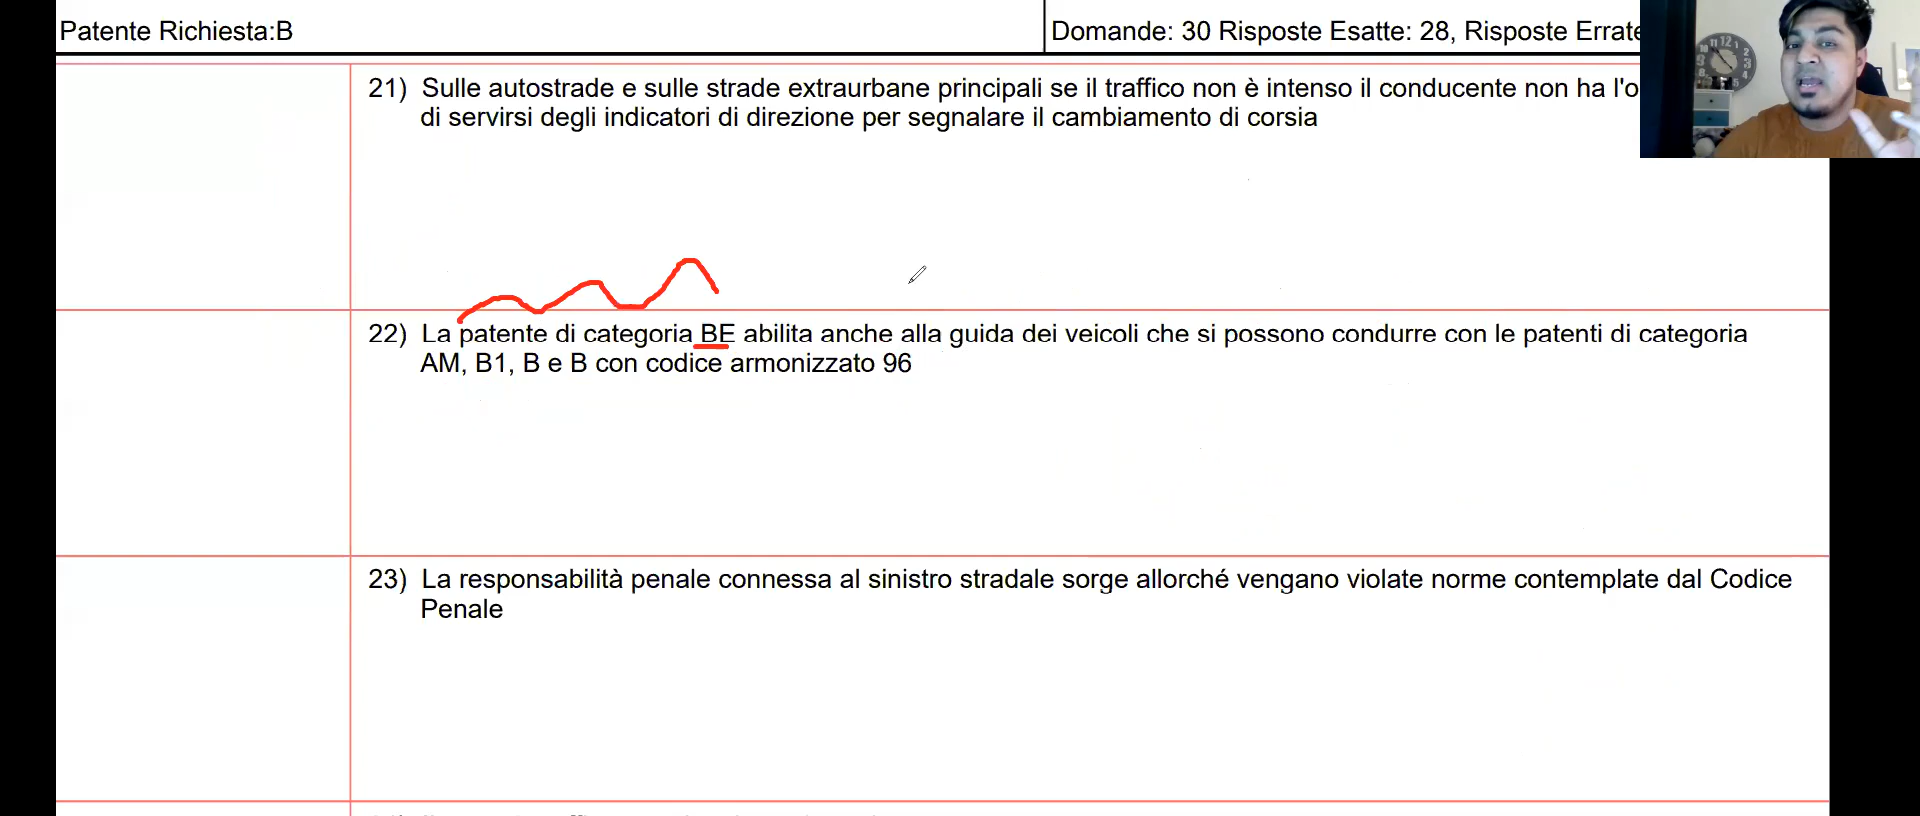 Patente Richiesta:B
Domande: 30 Risposte Esatte: 28, Risposte Errate
21) Sulle autostrade e sulle strade extraurbane principali se il traffico non è intenso il conducente non ha l'o
di servirsi degli indicatori di direzione per segnalare il cambiamento di corsia
22) La patente di categoria BE abilita anche alla guida dei veicoli che si possono condurre con le patenti di categoria
AM, B1, B e B con codice armonizzato 96
23) La responsabilità penale connessa al sinistro stradale sorge allorché vengano violate norme contemplate dal Codice
Penale